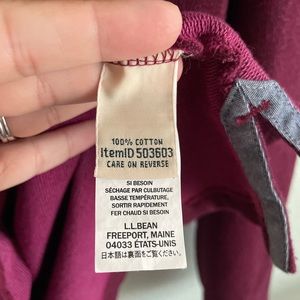 100% COTTON
ItemID 503603
CARE ON REVERSE
SI BESOIN
SÉCHAGE PAR CULBUTAGE
BASSE TEMPÉRATURE,
SORTIR RAPIDEMENT
FER CHAUD SI BESOIN
L.L.BEAN
FREEPORT, MAINE
04033 ÉTATS-UNIS
日本語は裏面をご覧ください